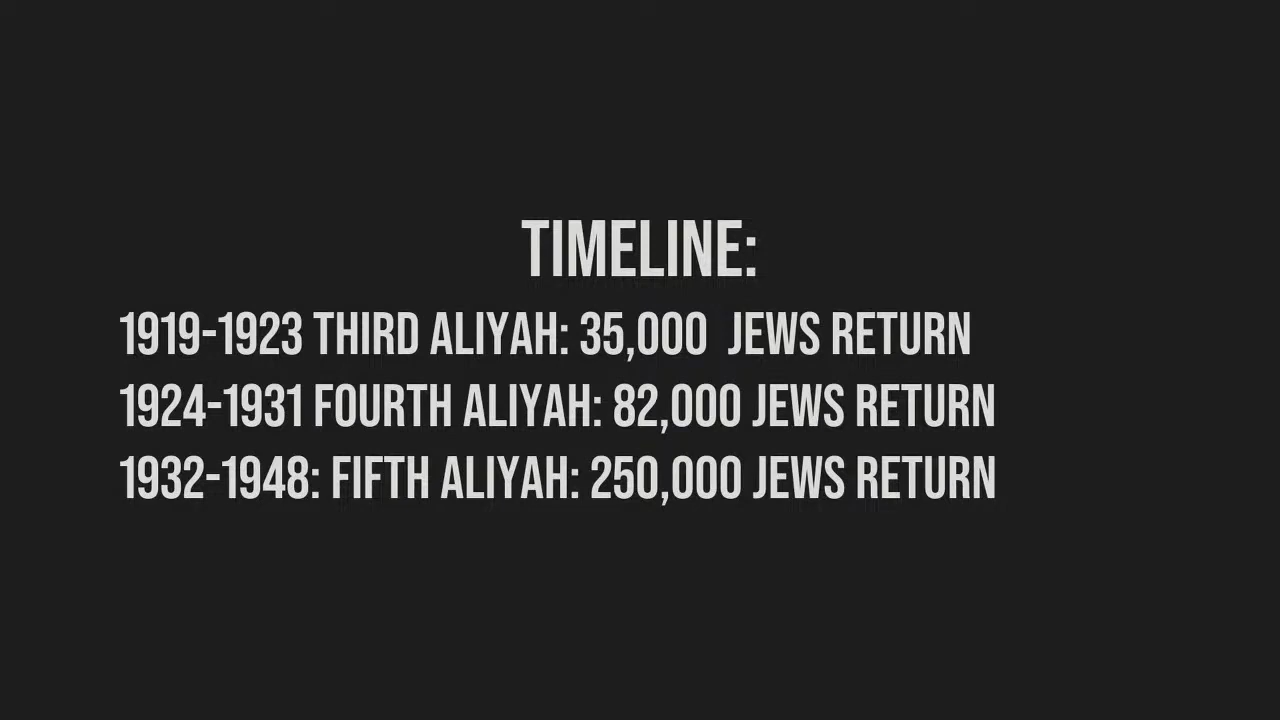 TIMELINE:
1919-1923 THIRD ALIYAH: 35,000 JEWS RETURN
1924-1931 FOURTH ALIYAH: 82,000 JEWS RETURN
1932-1948: FIFTH ALIYAH: 250,000 JEWS RETURN